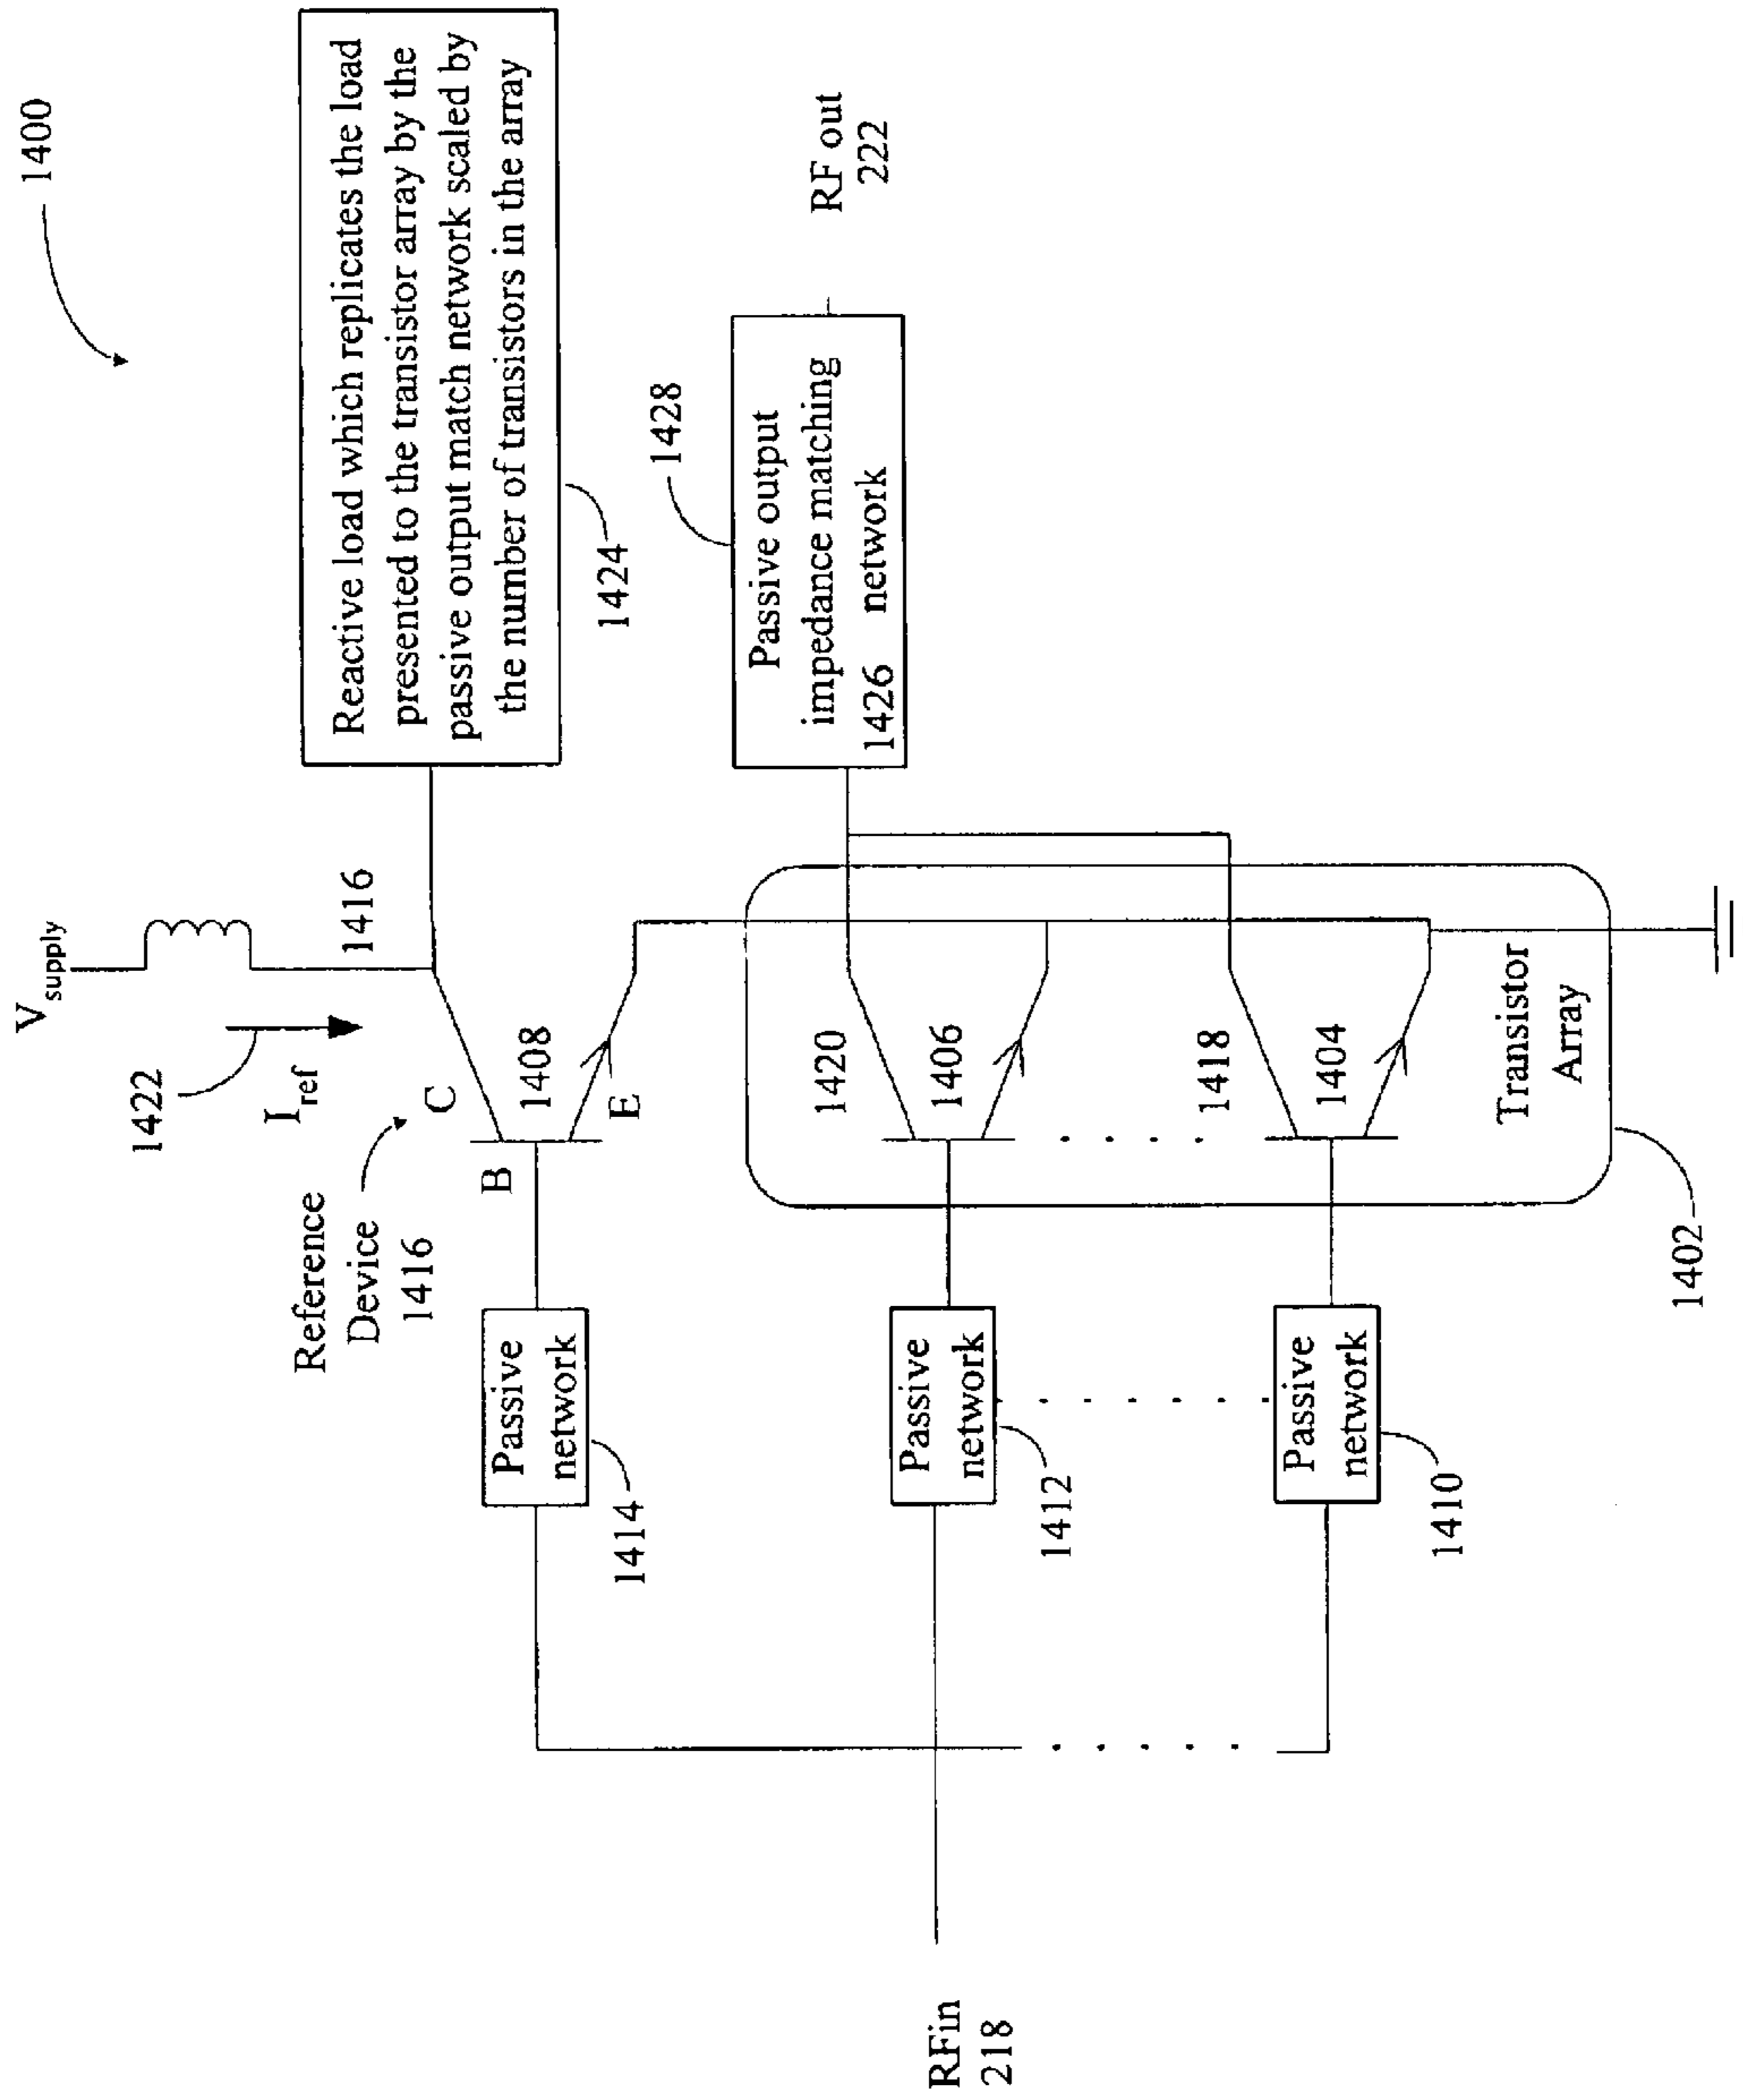 1400
V supply
1422
I ref
1416
Reactive load which replicates the load
presented to the transistor array by the
passive output match network scaled by
the number of transistors in the array
1424
Reference
Device
1416
C
B
1408
E
Passive
network
1414
1428
Passive output
impedance matching
1426 network
RF out
222
1420
1406
Passive
network
1412
1418
1404
Passive
network
1410
Transistor
Array
1402
RFin
218